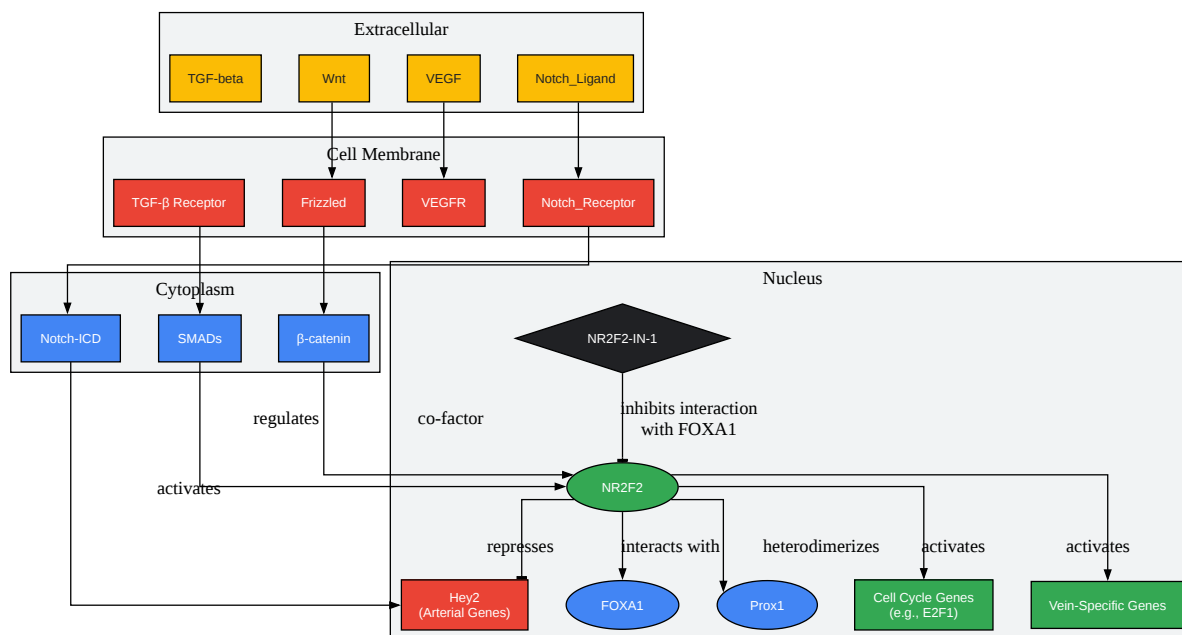 Extracellular
TGF-beta
Wnt
VEGF
Notch_Ligand
Cell Membrane
TGF-β Receptor
Frizzled
VEGFR
Notch_Receptor
Nucleus
Cytoplasm
Notch-ICD
SMADs
β-catenin
NR2F2-IN-1
regulates
co-factor
inhibits interaction
with FOXA1
activates
NR2F2
represses
interacts with
heterodimerizes
activates
activates
Hey2
(Arterial Genes)
FOXA1
Prox1
Cell Cycle Genes
(e.g., E2F1)
Vein-Specific Genes